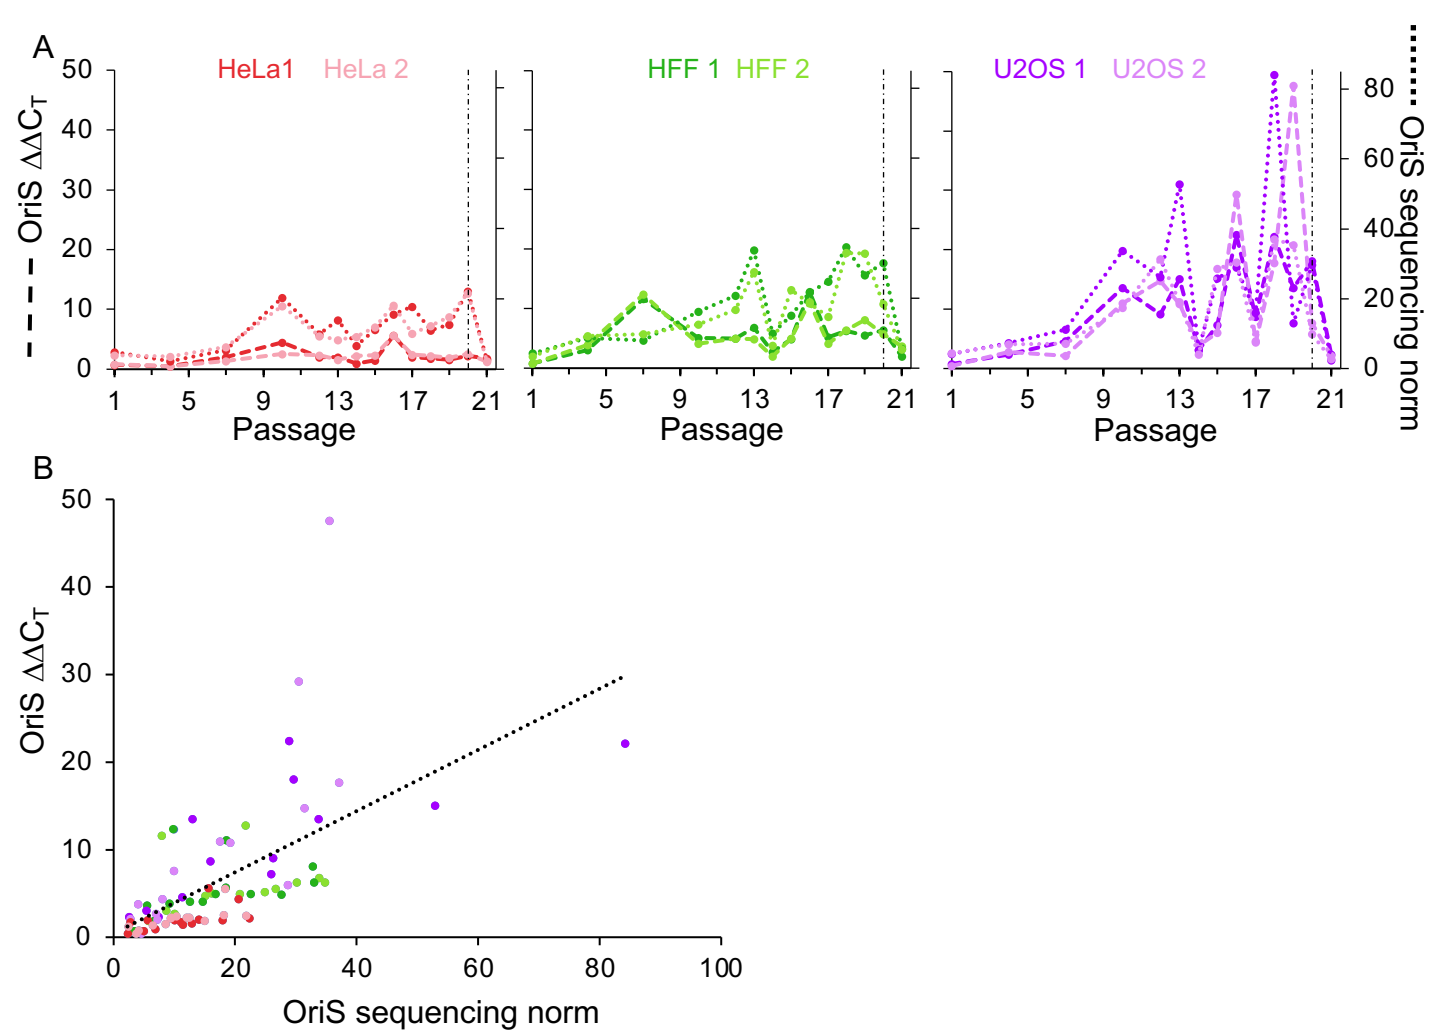 A
HeLa1 HeLa 2 HFF 1 HFF 2 U2OS 1 U2OS 2
OriS ΔΔCT
50
40
30
20
10
0
80
60
40
20
0
OriS sequencing norm
1 5 9 13 17 21 1 5 9 13 17 21 1 5 9 13 17 21
Passage Passage Passage
B
OriS ΔΔCT
50
40
30
20
10
0
0 20 40 60 80 100
OriS sequencing norm